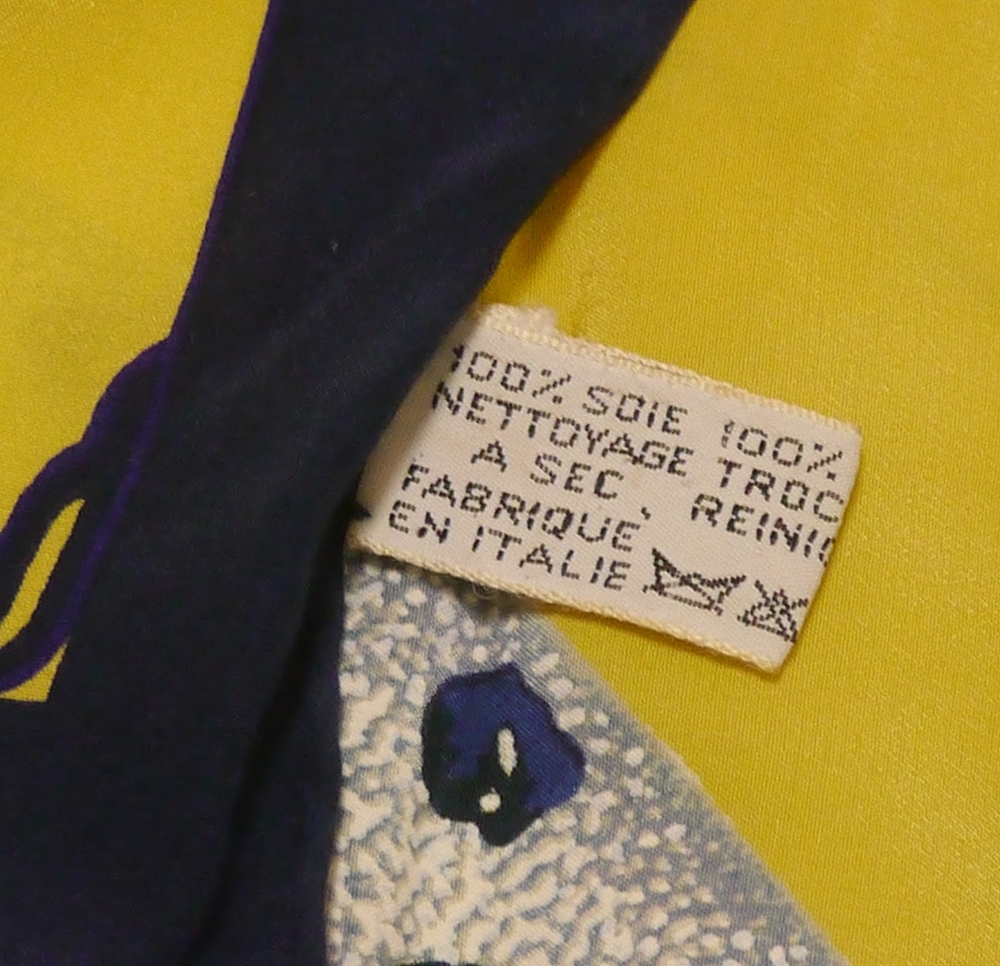 100% SOIE 100%
NETTOYAGE TROC
A SEC, REINIG
FABRIQUÉ
EN ITALIE